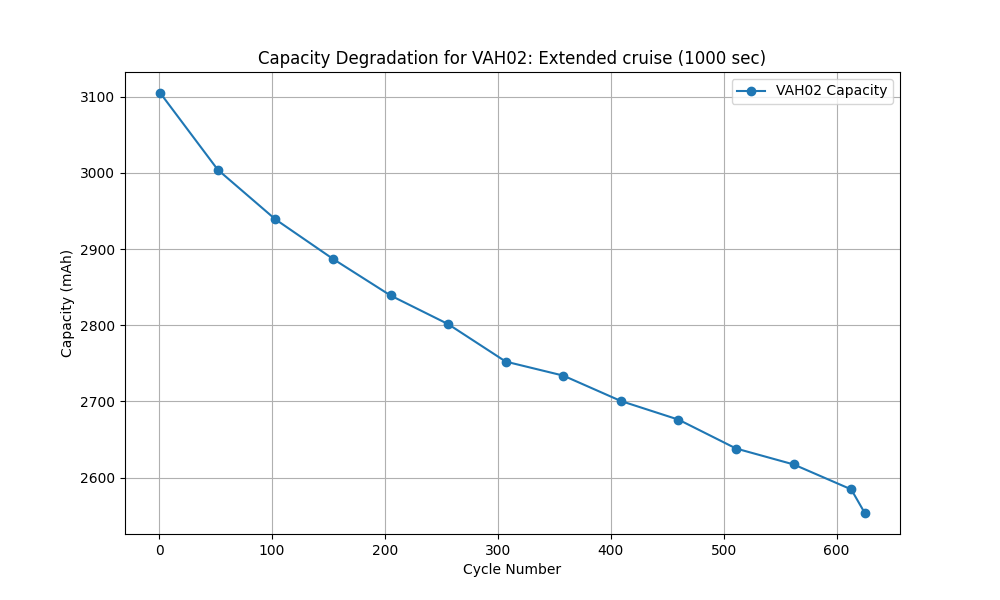 Capacity Degradation for VAH02: Extended cruise (1000 sec)
VAH02 Capacity
Capacity (mAh)
3100
3000
2900
2800
2700
2600
0 100 200 300 400 500 600
Cycle Number